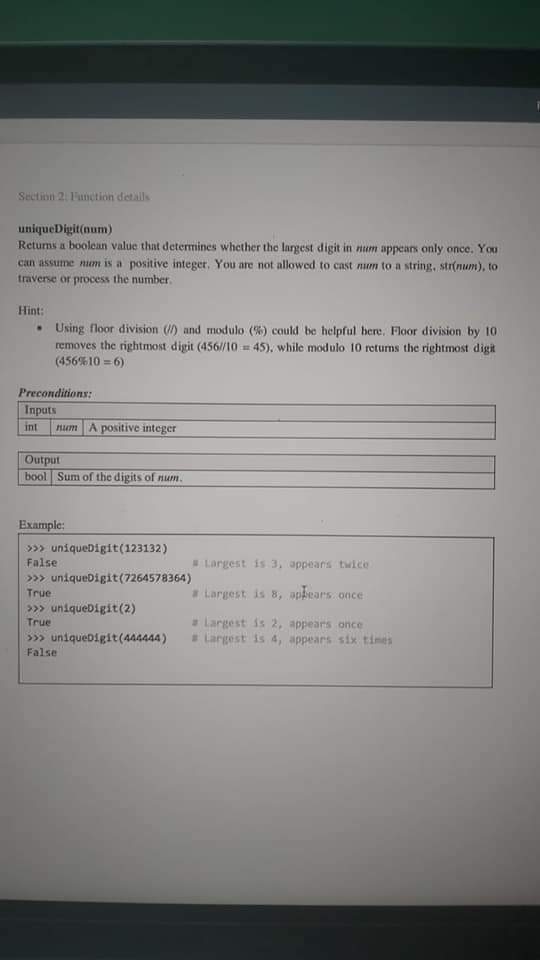 Section 2: Function details
uniqueDigit(num)
Returns a boolean value that determines whether the largest digit in num appears only once. You
can assume num is a positive integer. You are not allowed to cast num to a string, str(num), to
traverse or process the number.
Hint:
• Using floor division (//) and modulo (%) could be helpful here. Floor division by 10
removes the rightmost digit (456//10 = 45), while modulo 10 returns the rightmost digit
(456%10 = 6)
Preconditions:
Inputs
int num A positive integer
Output
bool Sum of the digits of num.
Example:
>>> uniqueDigit(123132)
False # Largest is 3, appears twice
>>> uniqueDigit(7264578364)
True # Largest is 8, appears once
>>> uniqueDigit(2)
True # Largest is 2, appears once
>>> uniqueDigit(444444) # Largest is 4, appears six times
False